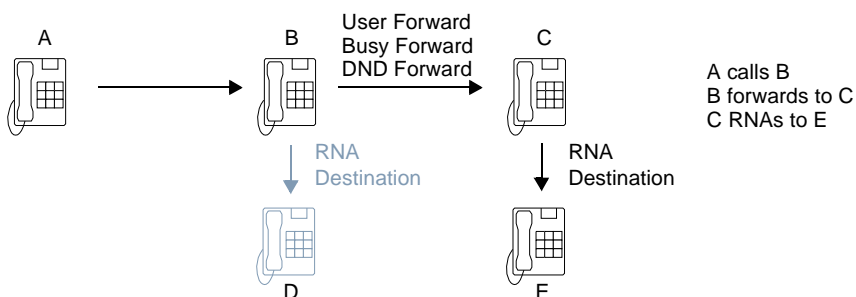 A
B
User Forward
Busy Forward
DND Forward
C
A calls B
B forwards to C
C RNAs to E
RNA
Destination
RNA
Destination
D
E